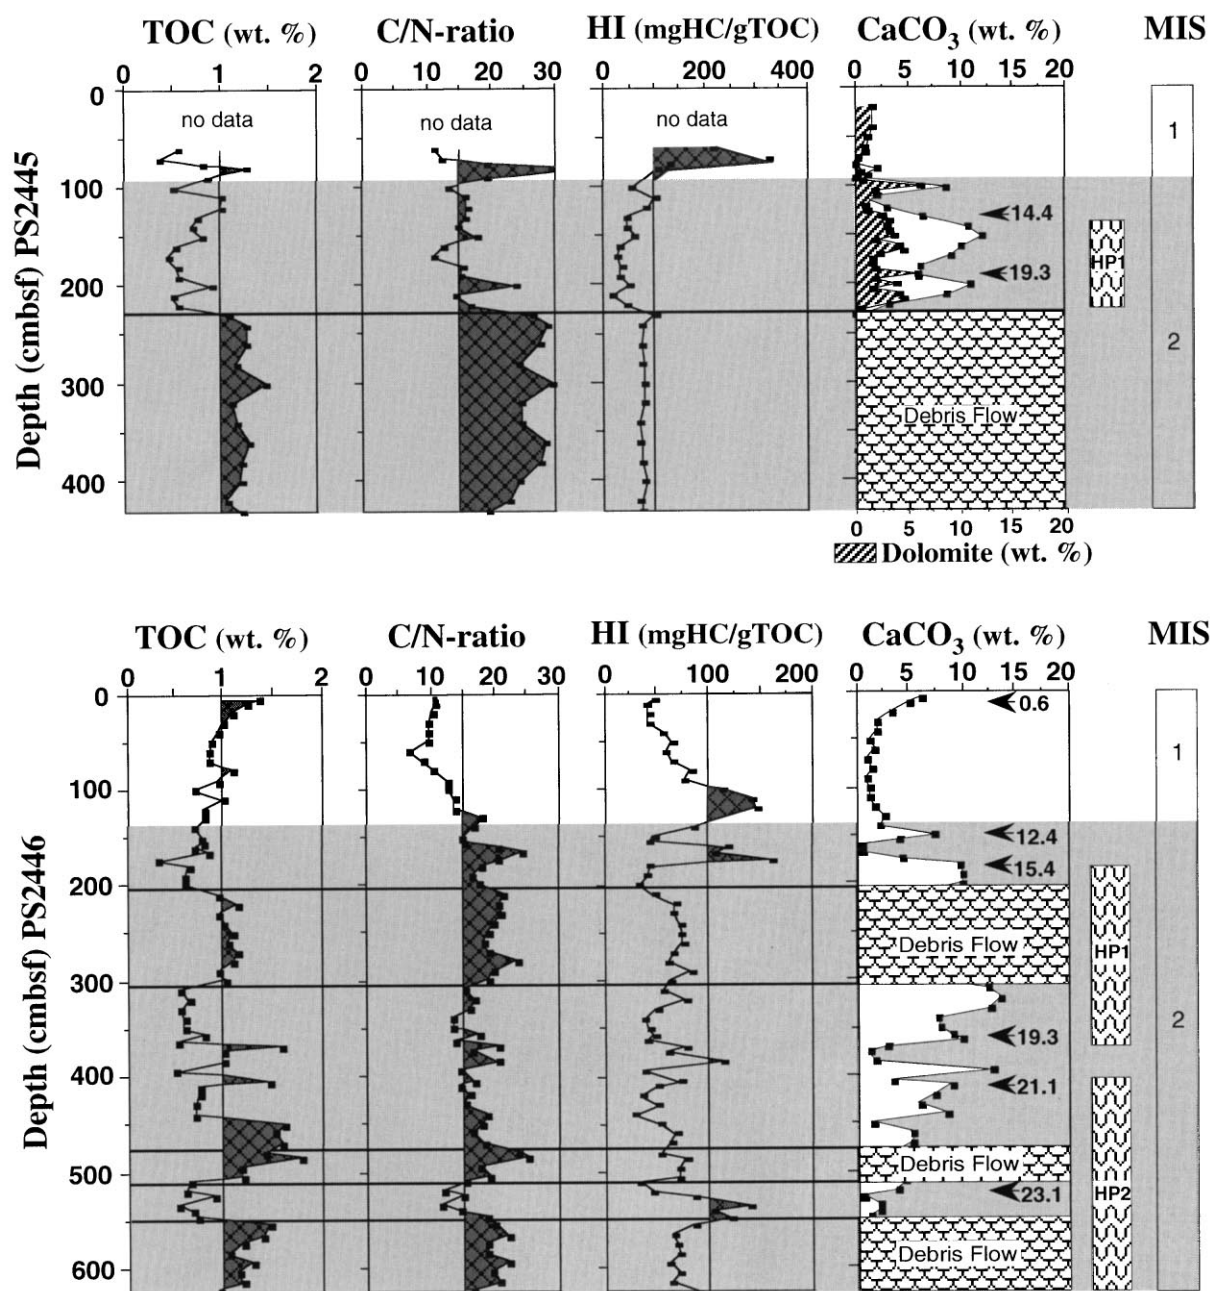 TOC (wt. %) C/N-ratio HI (mgHC/gTOC) CaCO3 (wt. %) MIS
0 1 2 0 10 20 30 0 200 400 0 5 10 15 20
0
no data no data no data
1
100
14.4
HP1
19.3
200
2
300
Debris Flow
400
Depth (cmbsf) PS2445
0 5 10 15 20
Dolomite (wt. %)
TOC (wt. %) C/N-ratio HI (mgHC/gTOC) CaCO3 (wt. %) MIS
0 1 2 0 10 20 30 0 100 200 0 5 10 15 20
0
0.6
1
100
12.4
15.4
200
Debris Flow
HP1
300
2
19.3
400
21.1
Debris Flow
500
23.1
HP2
Debris Flow
600
Depth (cmbsf) PS2446